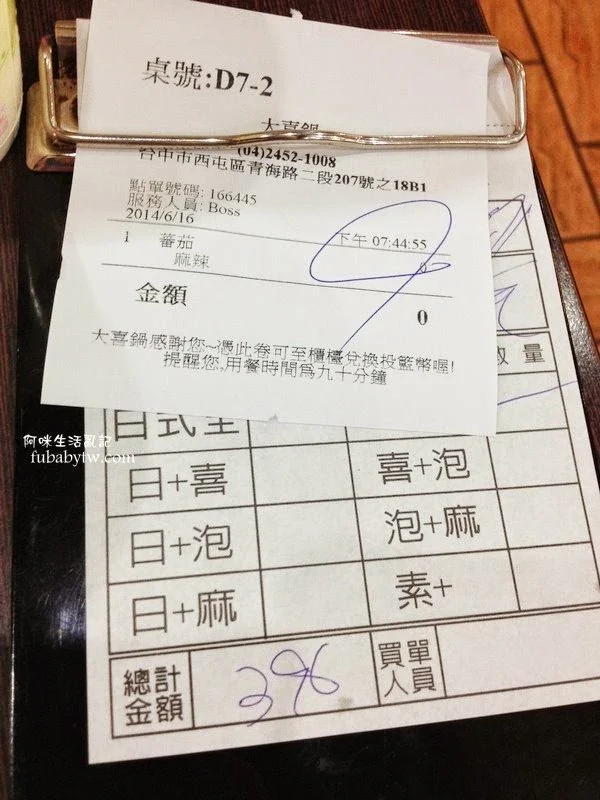 桌號:D7-2
大喜鍋
(04)2452-1008
台中市西屯區青海路二段207號之18B1
點單號碼: 166445
服務人員: Boss
2014/6/16 下午 07:44:55
1 蕃茄 0
麻辣
金額 0
大喜鍋感謝您~憑此卷可至櫃檯兌換投籃幣喔!
提醒您,用餐時間為九十分鐘
量
日式
日+喜 喜+泡
日+泡 泡+麻
日+麻 素+
總計金額 396 買單人員
阿咪生活亂記
fubabytw.com